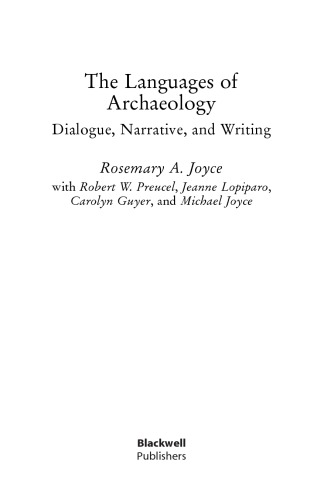 The Languages of
Archaeology
Dialogue, Narrative, and Writing
Rosemary A. Joyce
with Robert W. Preucel, Jeanne Lopiparo,
Carolyn Guyer, and Michael Joyce
Blackwell
Publishers